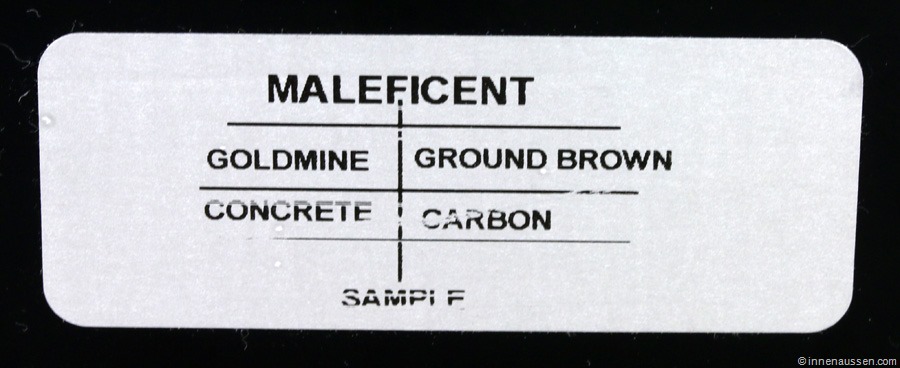 MALEFICENT
GOLDMINE GROUND BROWN
CONCRETE CARBON
SAMPLE
© innenaussen.com